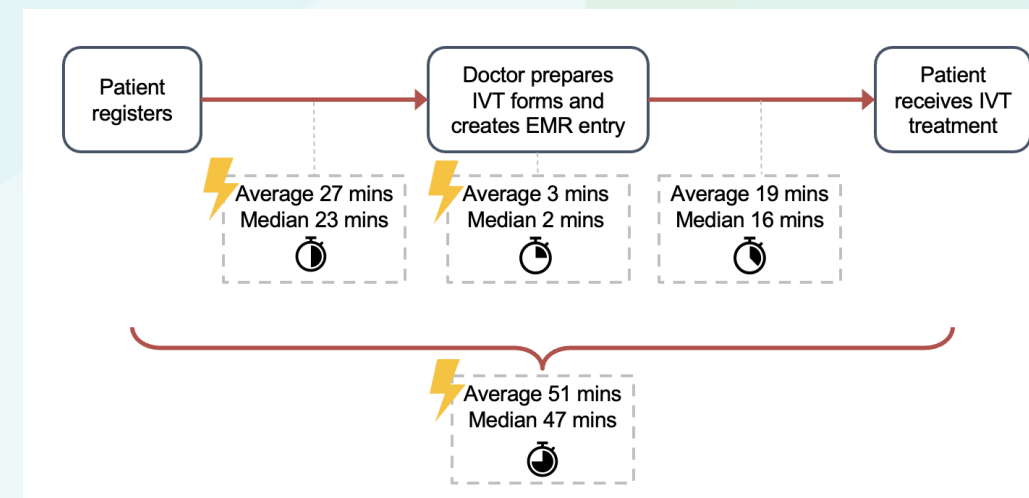 Patient
registers
Doctor prepares
IVT forms and
creates EMR entry
Patient
receives IVT
treatment
Average 27 mins
Median 23 mins
Average 3 mins
Median 2 mins
Average 19 mins
Median 16 mins
Average 51 mins
Median 47 mins